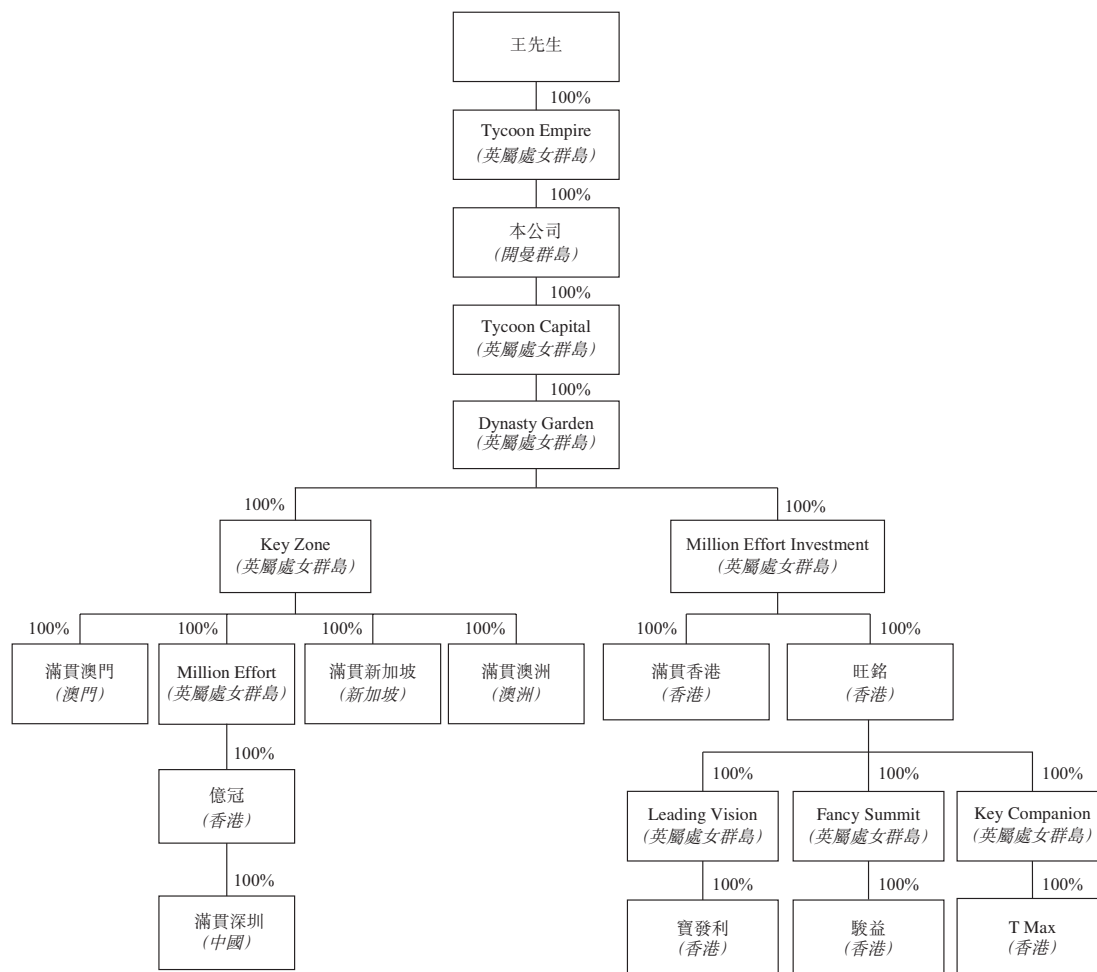 王先生
100%
Tycoon Empire
(英屬處女群島)
100%
本公司
(開曼群島)
100%
Tycoon Capital
(英屬處女群島)
100%
Dynasty Garden
(英屬處女群島)
100%
100%
Key Zone
(英屬處女群島)
Million Effort Investment
(英屬處女群島)
100%
100%
100%
100%
100%
100%
滿貫澳門
(澳門)
Million Effort
(英屬處女群島)
滿貫新加坡
(新加坡)
滿貫澳洲
(澳洲)
滿貫香港
(香港)
旺銘
(香港)
100%
100%
100%
100%
億冠
(香港)
Leading Vision
(英屬處女群島)
Fancy Summit
(英屬處女群島)
Key Companion
(英屬處女群島)
100%
100%
100%
100%
滿貫深圳
(中國)
寶發利
(香港)
駿益
(香港)
T Max
(香港)